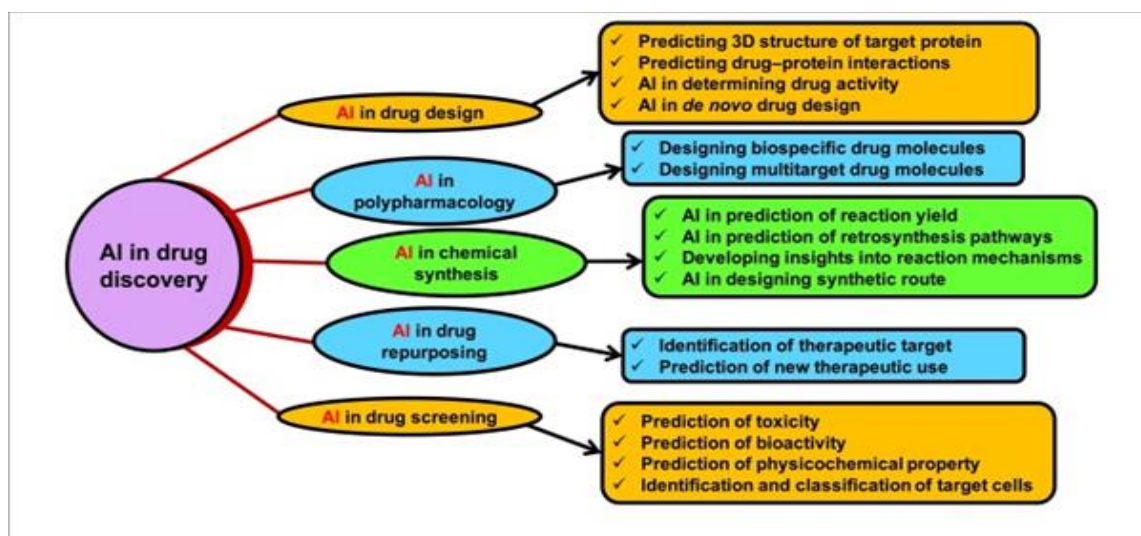 AI in drug
discovery
AI in drug design
✓ Predicting 3D structure of target protein
✓ Predicting drug–protein interactions
✓ AI in determining drug activity
✓ AI in de novo drug design
AI in
polypharmacology
✓ Designing biospecific drug molecules
✓ Designing multitarget drug molecules
AI in chemical
synthesis
✓ AI in prediction of reaction yield
✓ AI in prediction of retrosynthesis pathways
✓ Developing insights into reaction mechanisms
✓ AI in designing synthetic route
AI in drug
repurposing
✓ Identification of therapeutic target
✓ Prediction of new therapeutic use
AI in drug screening
✓ Prediction of toxicity
✓ Prediction of bioactivity
✓ Prediction of physicochemical property
✓ Identification and classification of target cells